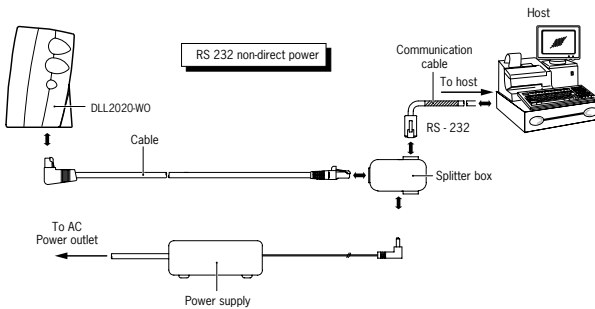 Host
RS 232 non-direct power
Communication
cable
To host
DLL2020-WO
RS - 232
Cable
Splitter box
To AC
Power outlet
Power supply